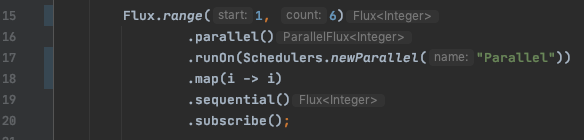 15 Flux.range( start: 1, count: 6) Flux<Integer>
16 .parallel() ParallelFlux<Integer>
17 .runOn(Schedulers.newParallel( name: "Parallel"))
18 .map(i -> i)
19 .sequential() Flux<Integer>
20 .subscribe();